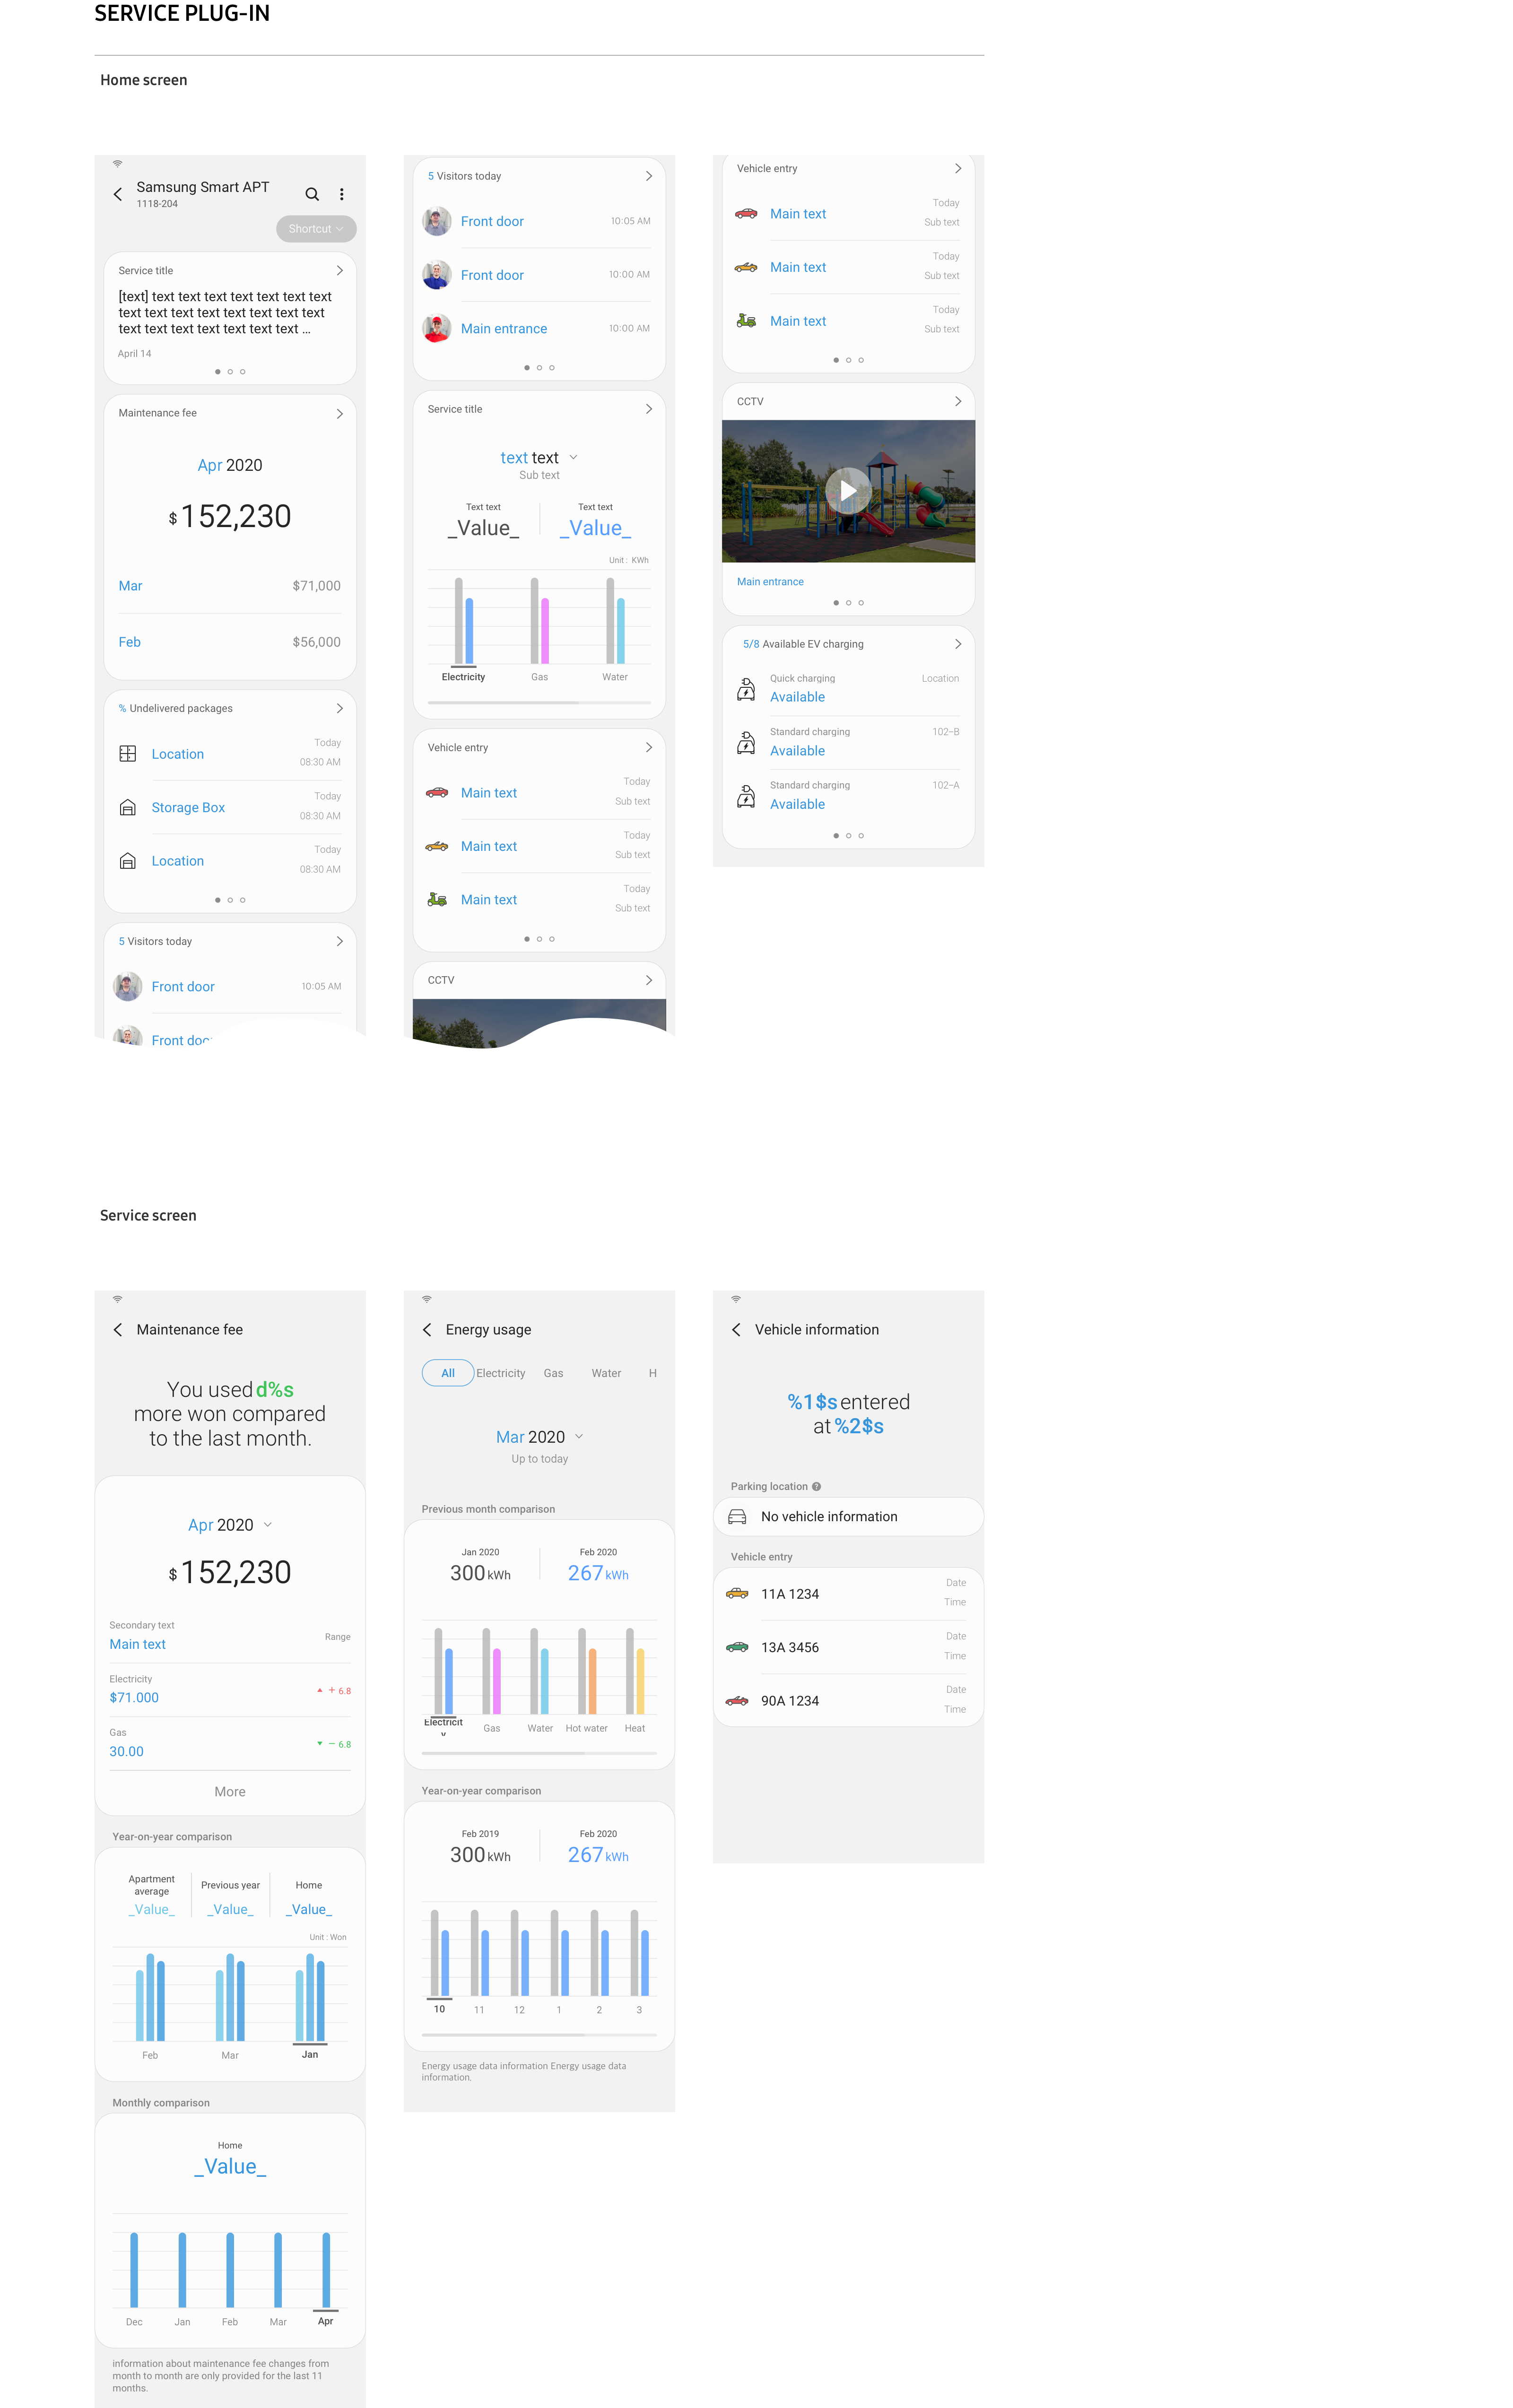 SERVICE PLUG-IN
Home screen
Samsung Smart APT
1118-204
Shortcut
Service title
[text] text text text text text text text
text text text text text text text text
text text text text text text text ...
April 14
Maintenance fee
Apr 2020
$ 152,230
Mar $71,000
Feb $56,000
% Undelivered packages
Location Today
08:30 AM
Storage Box Today
08:30 AM
Location Today
08:30 AM
5 Visitors today
Front door 10:05 AM
Front door
5 Visitors today
Front door 10:05 AM
Front door 10:00 AM
Main entrance 10:00 AM
Service title
text text
Sub text
Text text Text text
_Value_ _Value_
Unit : KWh
Electricity Gas Water
Vehicle entry
Main text Today
Sub text
Main text Today
Sub text
Main text Today
Sub text
CCTV
Vehicle entry
Main text Today
Sub text
Main text Today
Sub text
Main text Today
Sub text
CCTV
Main entrance
5/8 Available EV charging
Quick charging Location
Available
Standard charging 102-B
Available
Standard charging 102-A
Available
Service screen
Maintenance fee
You used d%s
more won compared
to the last month.
Apr 2020
$ 152,230
Secondary text
Main text Range
Electricity
$71.000 + 6.8
Gas
30.00 − 6.8
More
Year-on-year comparison
Apartment
average Previous year Home
_Value_ _Value_ _Value_
Unit : Won
Feb Mar Jan
Monthly comparison
Home
_Value_
Dec Jan Feb Mar Apr
information about maintenance fee changes from
month to month are only provided for the last 11
months.
Energy usage
All Electricity Gas Water H
Mar 2020
Up to today
Previous month comparison
Jan 2020 Feb 2020
300 kWh 267 kWh
Electricit
y Gas Water Hot water Heat
Year-on-year comparison
Feb 2019 Feb 2020
300 kWh 267 kWh
10 11 12 1 2 3
Energy usage data information Energy usage data
information.
Vehicle information
%1$s entered
at %2$s
Parking location ?
No vehicle information
Vehicle entry
11A 1234 Date
Time
13A 3456 Date
Time
90A 1234 Date
Time